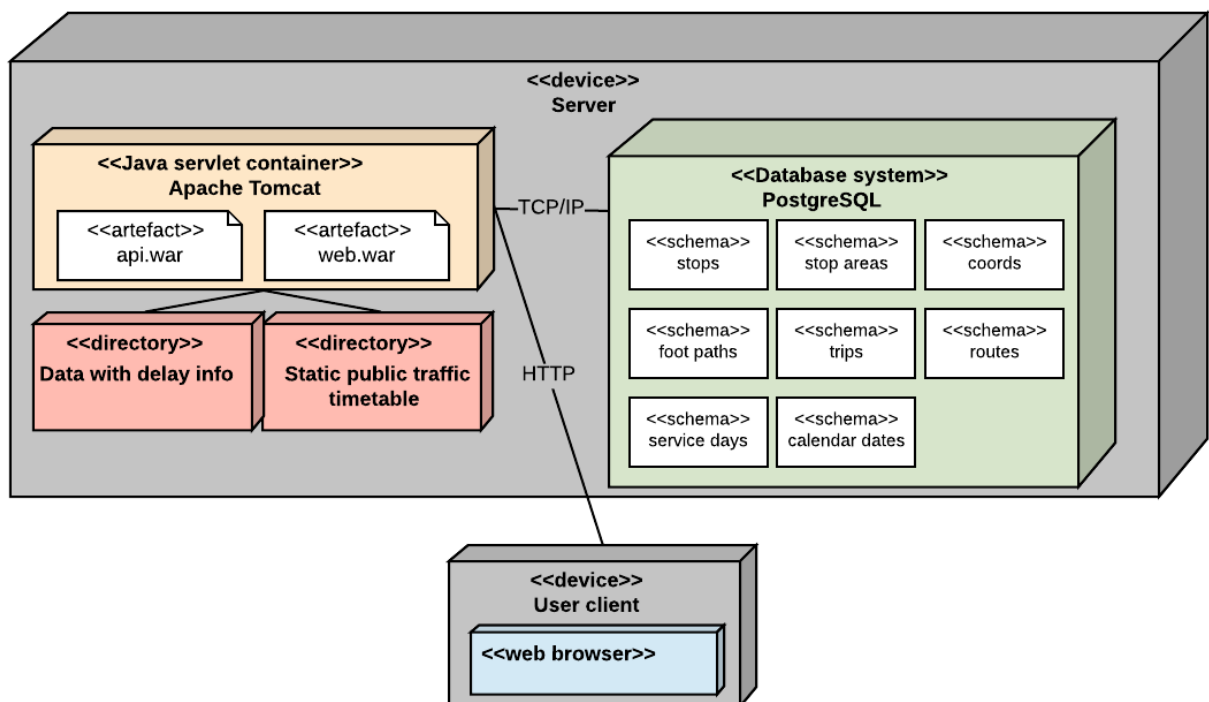 <<device>>
Server
<<Java servlet container>>
Apache Tomcat
<<artefact>>
api.war
<<artefact>>
web.war
<<directory>>
Data with delay info
<<directory>>
Static public traffic
timetable
TCP/IP
HTTP
<<Database system>>
PostgreSQL
<<schema>>
stops
<<schema>>
stop areas
<<schema>>
coords
<<schema>>
foot paths
<<schema>>
trips
<<schema>>
routes
<<schema>>
service days
<<schema>>
calendar dates
<<device>>
User client
<<web browser>>